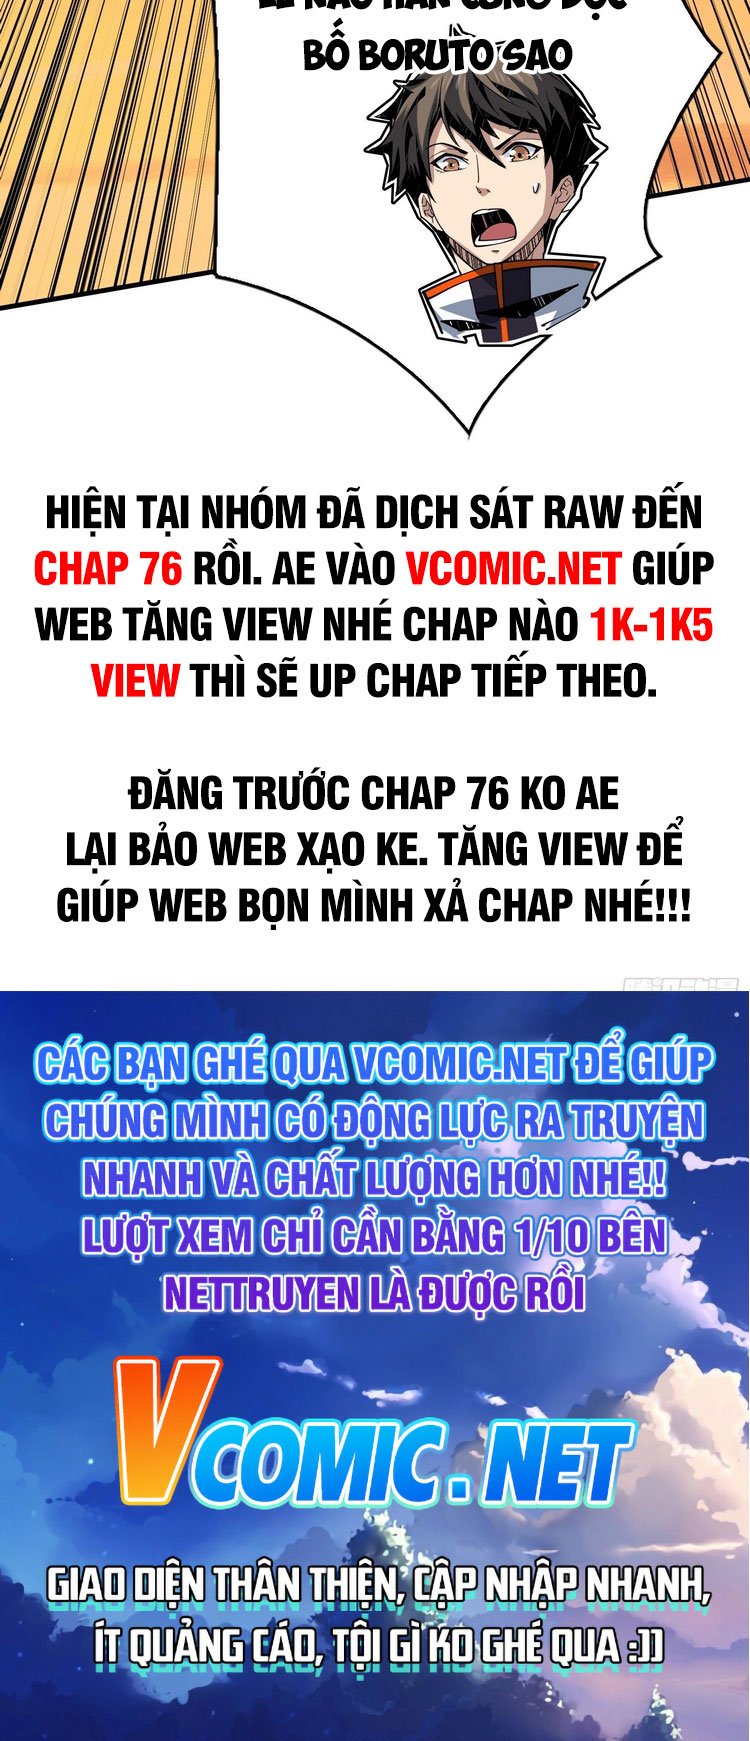 LẼ NÀO HẮN CŨNG ĐỌC
BỐ BORUTO SAO
HIỆN TẠI NHÓM ĐÃ DỊCH SÁT RAW ĐẾN
CHAP 76 RỒI. AE VÀO VCOMIC.NET GIÚP
WEB TĂNG VIEW NHÉ CHAP NÀO 1K-1K5
VIEW THÌ SẼ UP CHAP TIẾP THEO.
ĐĂNG TRƯỚC CHAP 76 KO AE
LẠI BẢO WEB XẠO KE. TĂNG VIEW ĐỂ
GIÚP WEB BỌN MÌNH XẢ CHAP NHÉ!!!
CÁC BẠN GHÉ QUA VCOMIC.NET ĐỂ GIÚP
CHÚNG MÌNH CÓ ĐỘNG LỰC RA TRUYỆN
NHANH VÀ CHẤT LƯỢNG HƠN NHÉ!!
LƯỢT XEM CHỈ CẦN BẰNG 1/10 BÊN
NETTRUYEN LÀ ĐƯỢC RỒI
VCOMIC.NET
GIAO DIỆN THÂN THIỆN, CẬP NHẬP NHANH,
ÍT QUẢNG CÁO, TỘI GÌ KO GHÉ QUA :]]